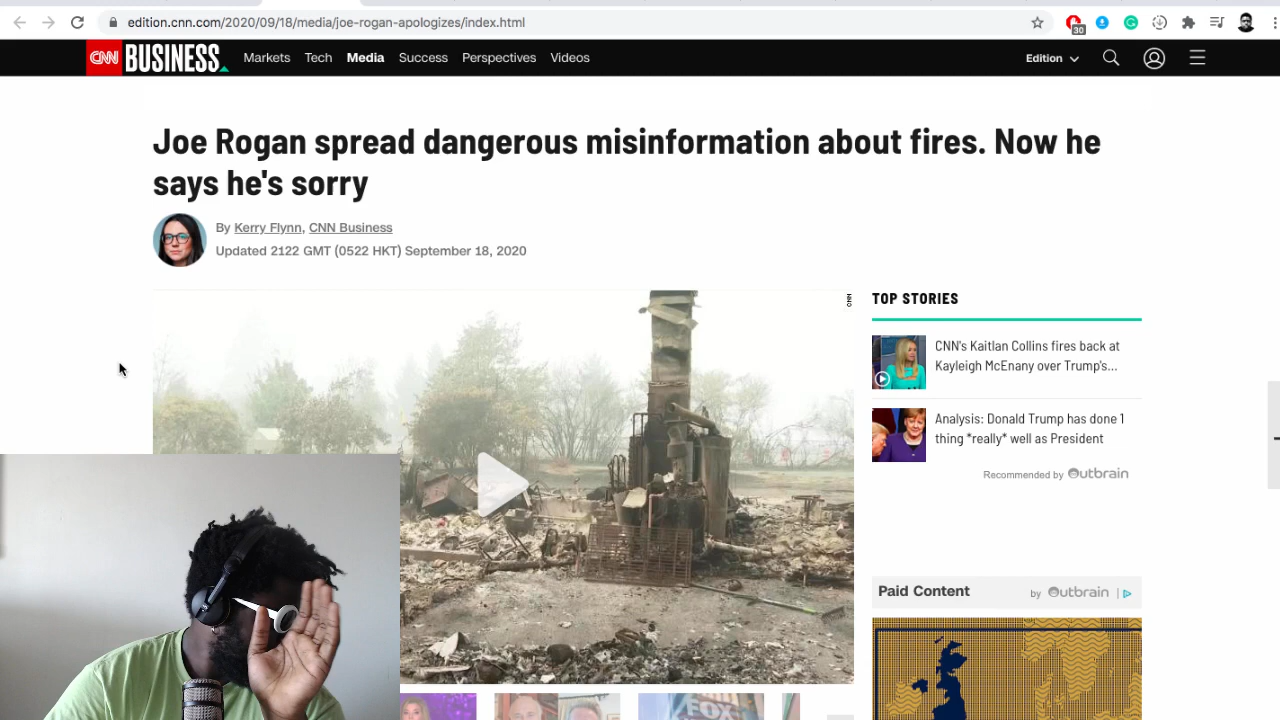 edition.cnn.com/2020/09/18/media/joe-rogan-apologizes/index.html
30
CNN BUSINESS
Markets Tech Media Success Perspectives Videos
Edition
Joe Rogan spread dangerous misinformation about fires. Now he
says he's sorry
By Kerry Flynn, CNN Business
Updated 2122 GMT (0522 HKT) September 18, 2020
CNN
TOP STORIES
CNN's Kaitlan Collins fires back at
Kayleigh McEnany over Trump's...
Analysis: Donald Trump has done 1
thing *really* well as President
Recommended by Outbrain
Paid Content
by Outbrain
FOX